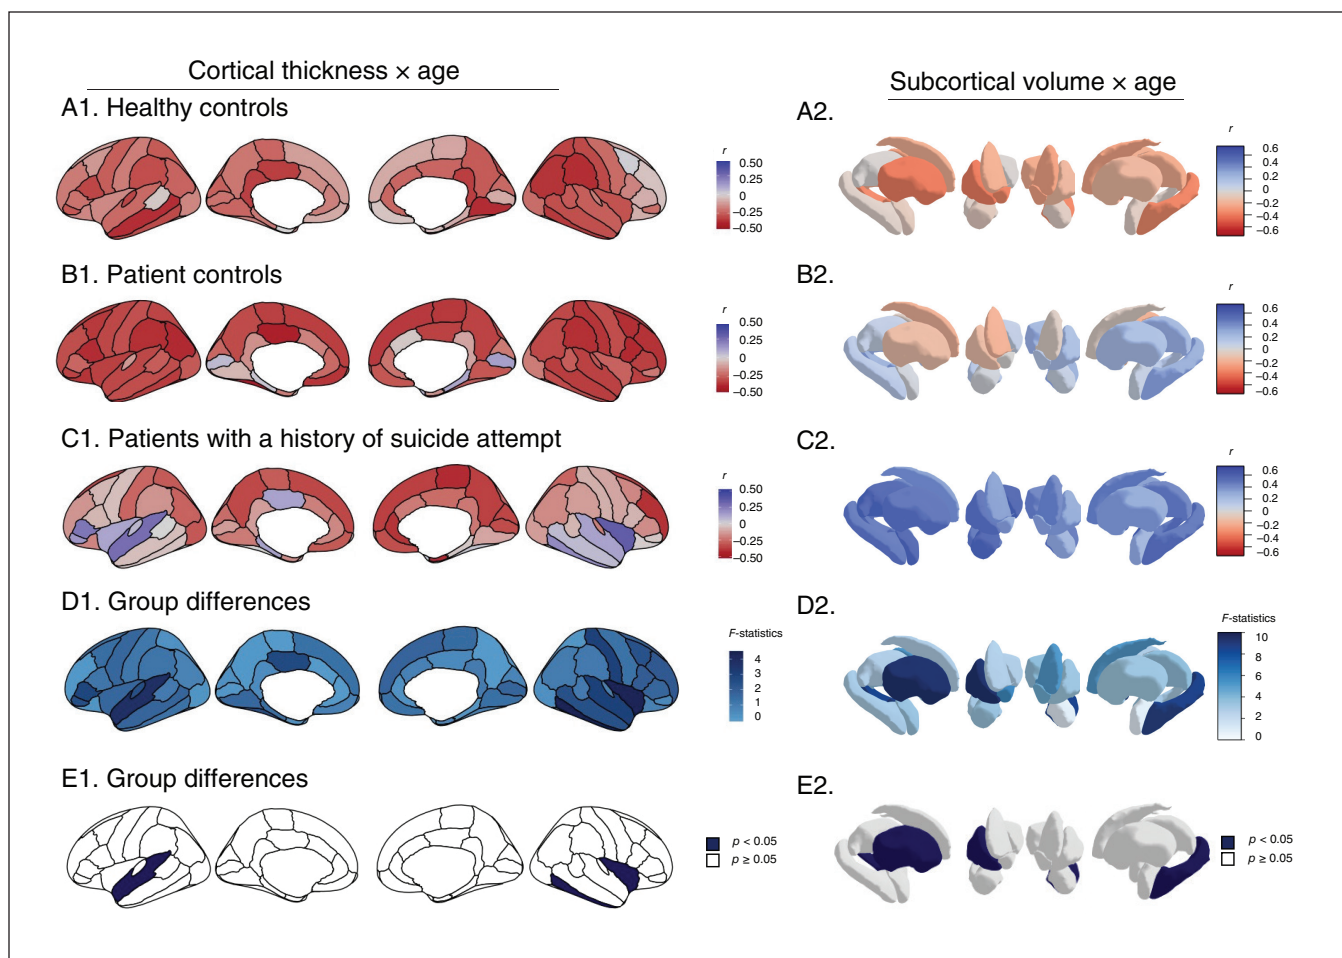 Cortical thickness × age
Subcortical volume × age
A1. Healthy controls
A2.
r
0.50
0.25
0
−0.25
−0.50
r
0.6
0.4
0.2
0
−0.2
−0.4
−0.6
B1. Patient controls
B2.
r
0.50
0.25
0
−0.25
−0.50
r
0.6
0.4
0.2
0
−0.2
−0.4
−0.6
C1. Patients with a history of suicide attempt
C2.
r
0.50
0.25
0
−0.25
−0.50
r
0.6
0.4
0.2
0
−0.2
−0.4
−0.6
D1. Group differences
D2.
F-statistics
4
3
2
1
0
F-statistics
10
8
6
4
2
0
E1. Group differences
E2.
p < 0.05
p ≥ 0.05
p < 0.05
p ≥ 0.05